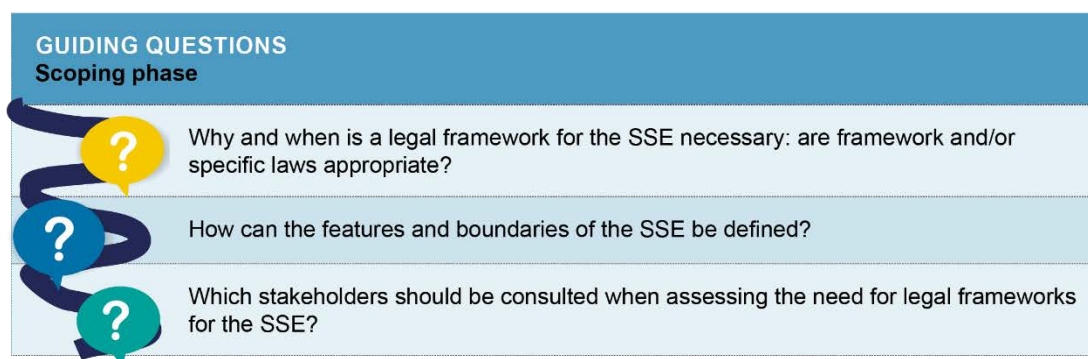 GUIDING QUESTIONS
Scoping phase
?
Why and when is a legal framework for the SSE necessary: are framework and/or
specific laws appropriate?
?
How can the features and boundaries of the SSE be defined?
?
Which stakeholders should be consulted when assessing the need for legal frameworks
for the SSE?